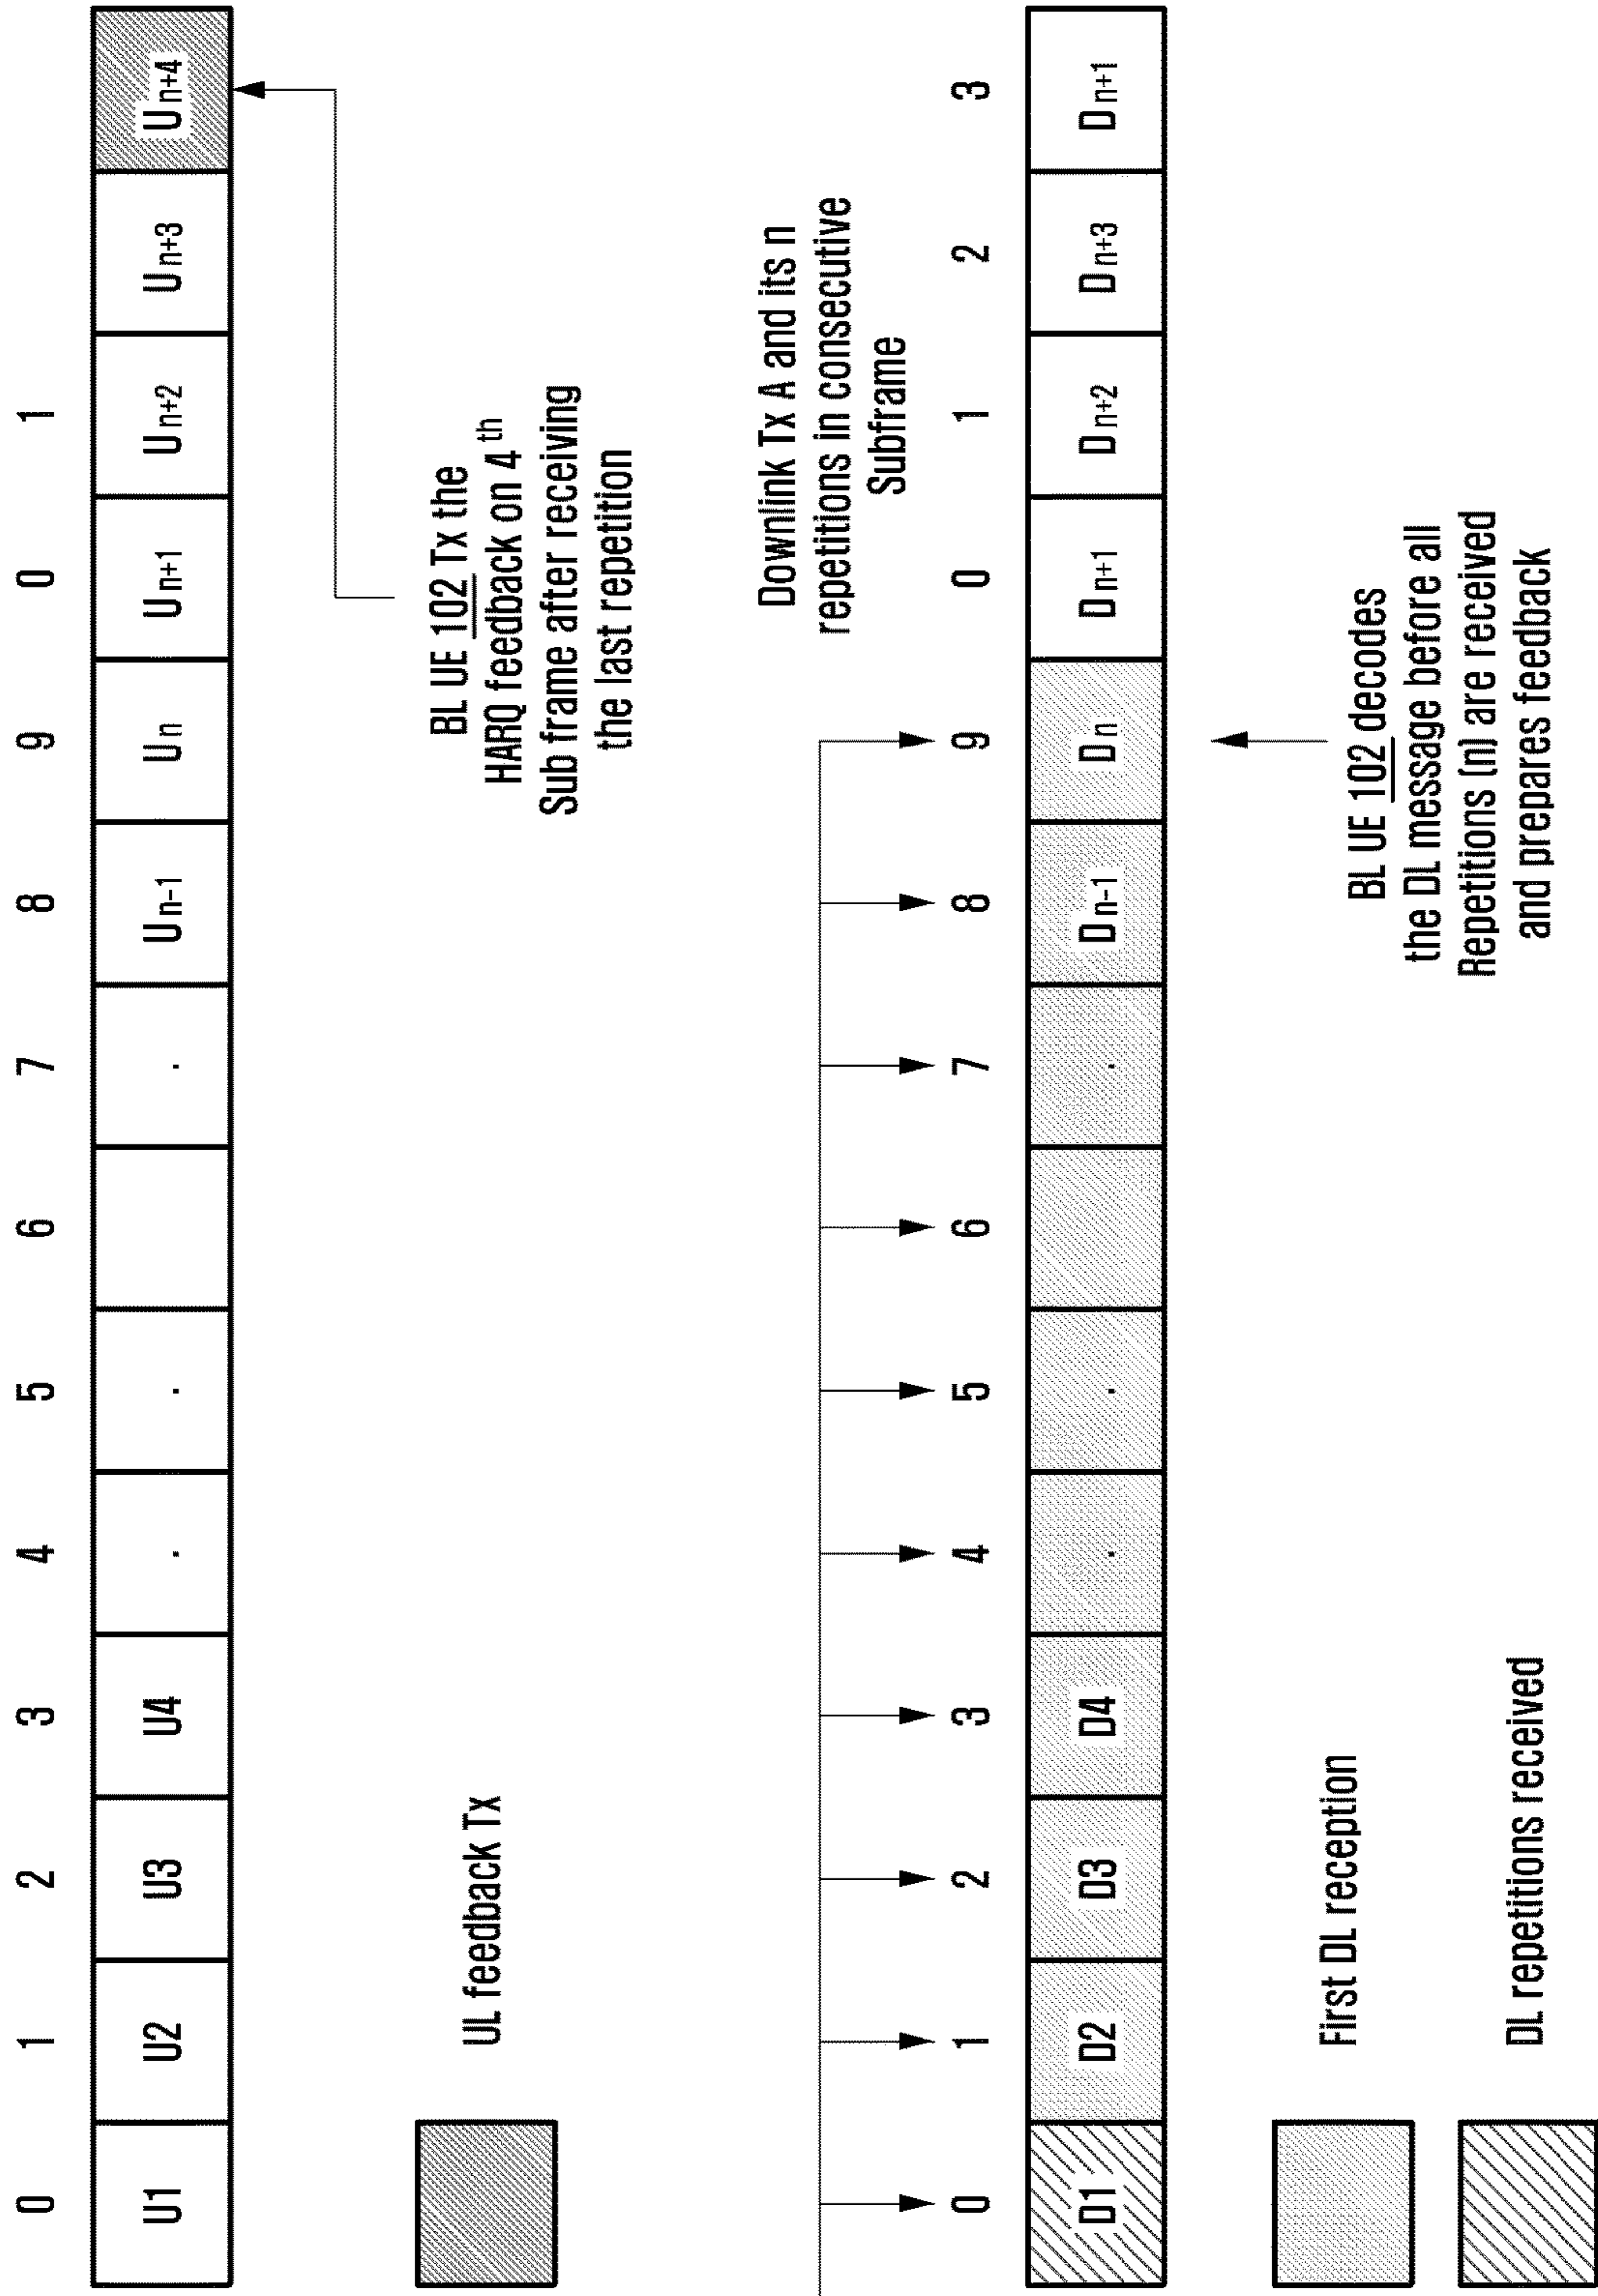 0 1 2 3 4 5 6 7 8 9 0 1
U1 U2 U3 U4 . . . Un-1 Un Un+1 Un+2 Un+3 Un+4
UL feedback Tx
BL UE 102 Tx the
HARQ feedback on 4th
Sub frame after receiving
the last repetition
Downlink Tx A and its n
repetitions in consecutive
Subframe
0 1 2 3 4 5 6 7 8 9 0 1 2 3
D1 D2 D3 D4 . . . Dn-1 Dn Dn+1 Dn+2 Dn+3 Dn+1
First DL reception
DL repetitions received
BL UE 102 decodes
the DL message before all
Repetitions (n) are received
and prepares feedback